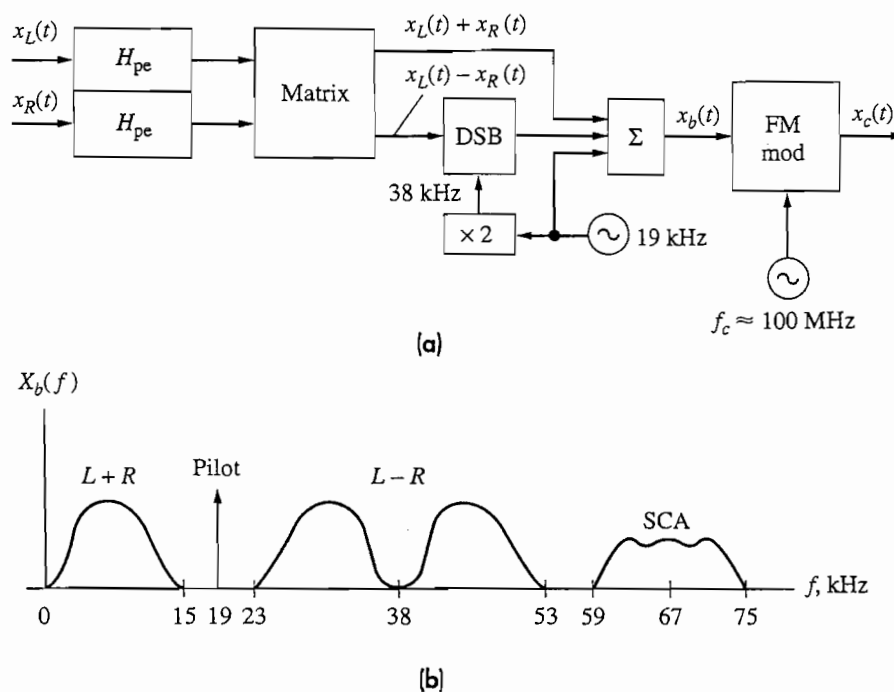 x_L(t)
H_pe
x_R(t)
H_pe
Matrix
x_L(t) + x_R(t)
x_L(t) − x_R(t)
DSB
38 kHz
× 2
19 kHz
Σ
x_b(t)
FM
mod
x_c(t)
f_c ≈ 100 MHz
(a)
X_b(f)
L + R
Pilot
L − R
SCA
f, kHz
0 15 19 23 38 53 59 67 75
(b)